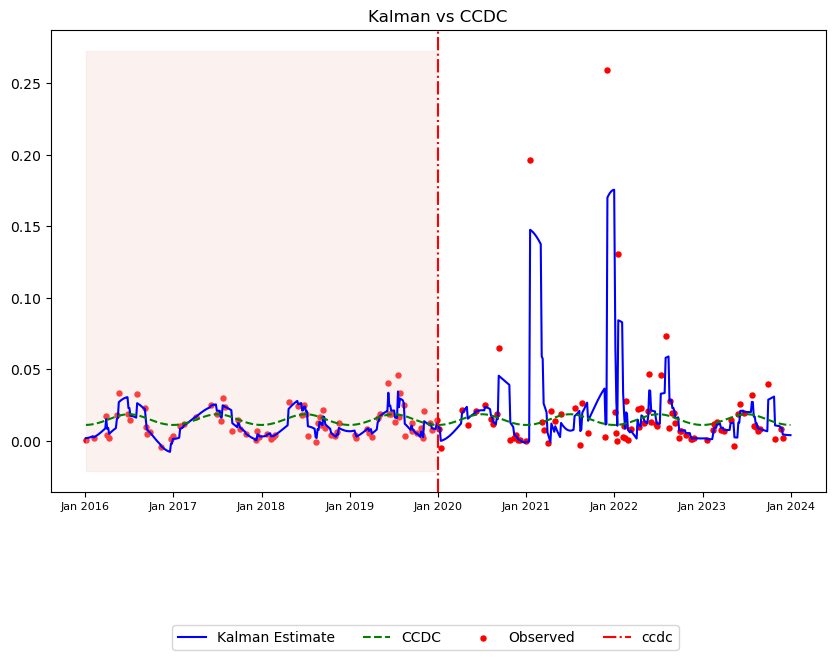 Kalman vs CCDC
0.25
0.20
0.15
0.10
0.05
0.00
Jan 2016 Jan 2017 Jan 2018 Jan 2019 Jan 2020 Jan 2021 Jan 2022 Jan 2023 Jan 2024
Kalman Estimate CCDC Observed ccdc